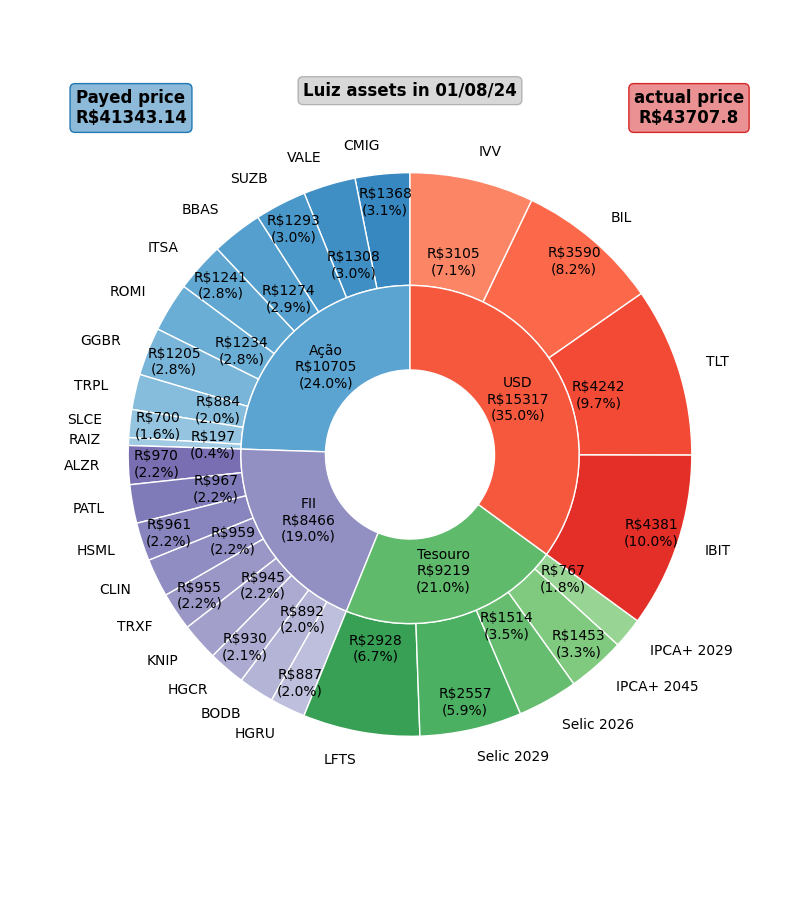 Payed price
R$41343.14
Luiz assets in 01/08/24
actual price
R$43707.8
IVV
R$3105
(7.1%)
BIL
R$3590
(8.2%)
TLT
R$4242
(9.7%)
IBIT
R$4381
(10.0%)
IPCA+ 2029
R$767
(1.8%)
IPCA+ 2045
R$1453
(3.3%)
Selic 2026
R$1514
(3.5%)
Selic 2029
R$2557
(5.9%)
LFTS
R$2928
(6.7%)
HGRU
R$887
(2.0%)
BODB
R$892
(2.0%)
HGCR
R$930
(2.1%)
KNIP
R$945
(2.2%)
TRXF
R$955
(2.2%)
CLIN
R$959
(2.2%)
HSML
R$961
(2.2%)
PATL
R$967
(2.2%)
ALZR
R$970
(2.2%)
RAIZ
R$197
(0.4%)
SLCE
R$700
(1.6%)
TRPL
R$884
(2.0%)
GGBR
R$1205
(2.8%)
ROMI
R$1234
(2.8%)
ITSA
R$1241
(2.8%)
BBAS
R$1274
(2.9%)
SUZB
R$1293
(3.0%)
VALE
R$1308
(3.0%)
CMIG
R$1368
(3.1%)
USD
R$15317
(35.0%)
Tesouro
R$9219
(21.0%)
FII
R$8466
(19.0%)
Ação
R$10705
(24.0%)